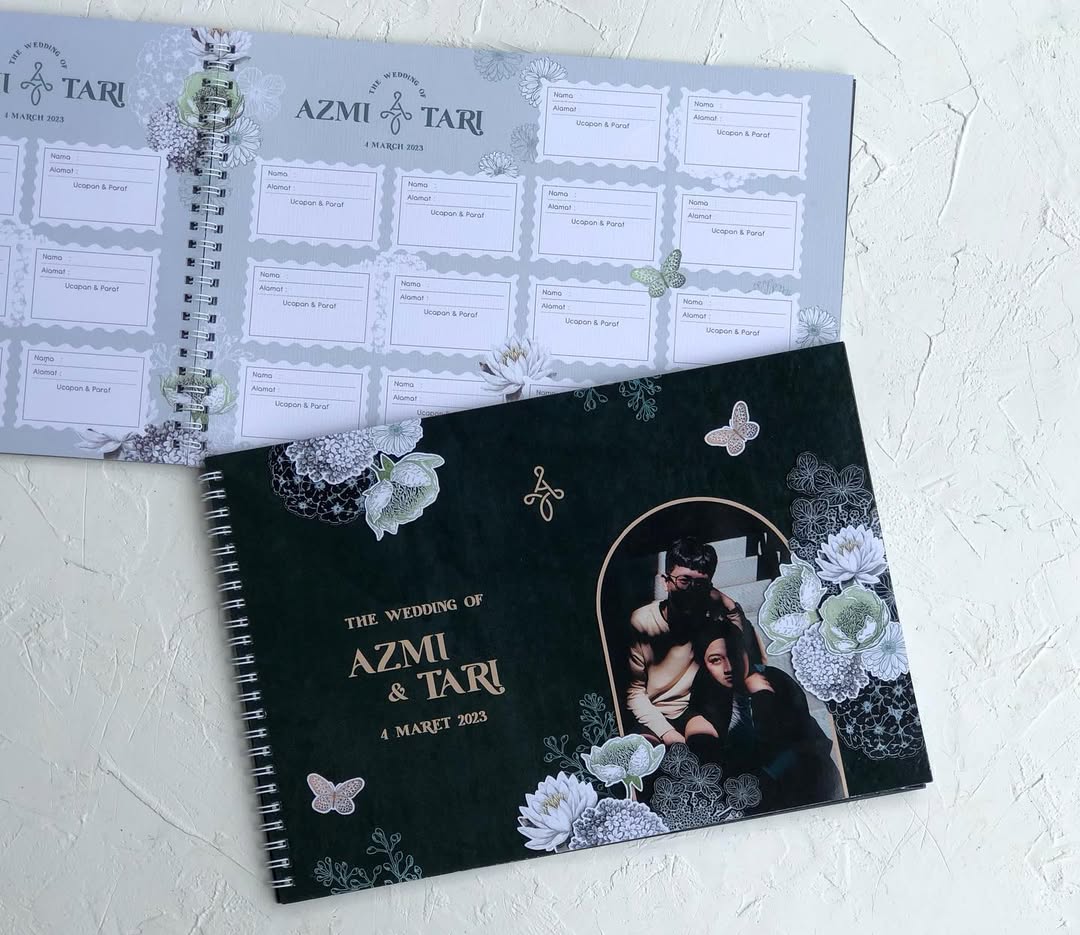 THE WEDDING OF
I TARI
4 MARCH 2023
Nama :
Alamat :
Ucapan & Paraf
Nama :
Alamat :
Ucapan & Paraf
Nama :
Alamat :
Ucapan & Paraf
THE WEDDING OF
AZMI TARI
4 MARCH 2023
Nama :
Alamat :
Ucapan & Paraf
Nama :
Alamat :
Ucapan & Paraf
Nama :
Alamat :
Ucapan & Paraf
Nama :
Alamat :
Ucapan & Paraf
Nama :
Alamat :
Ucapan & Paraf
Nama :
Alamat :
Ucapan & Paraf
Nama :
Alamat :
Ucapan & Paraf
Nama :
Alamat :
Ucapan & Paraf
Nama :
Alamat :
Ucapan & Paraf
Nama :
Alamat :
Ucapan & Paraf
Nama :
Alamat :
Ucapan & Paraf
Nama :
Alamat :
Ucapan
Nama
THE WEDDING OF
AZMI
& TARI
4 MARET 2023